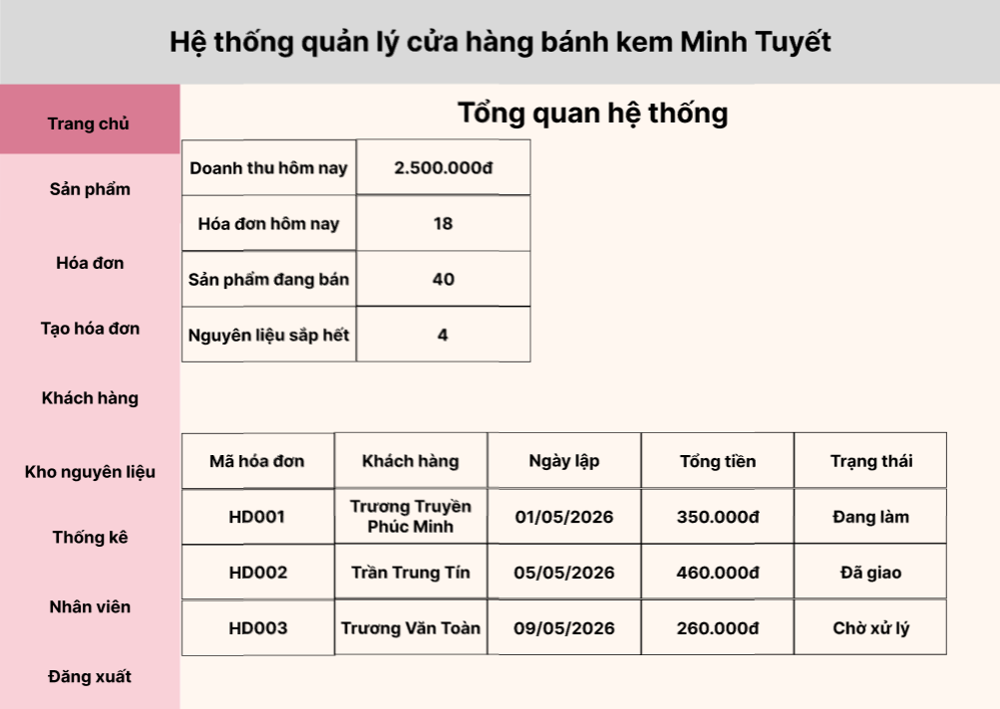 Hệ thống quản lý cửa hàng bánh kem Minh Tuyết
Trang chủ
Sản phẩm
Hóa đơn
Tạo hóa đơn
Khách hàng
Kho nguyên liệu
Thống kê
Nhân viên
Đăng xuất
Tổng quan hệ thống
Doanh thu hôm nay 2.500.000đ
Hóa đơn hôm nay 18
Sản phẩm đang bán 40
Nguyên liệu sắp hết 4
Mã hóa đơn Khách hàng Ngày lập Tổng tiền Trạng thái
HD001 Trương Truyền Phúc Minh 01/05/2026 350.000đ Đang làm
HD002 Trần Trung Tín 05/05/2026 460.000đ Đã giao
HD003 Trương Văn Toàn 09/05/2026 260.000đ Chờ xử lý